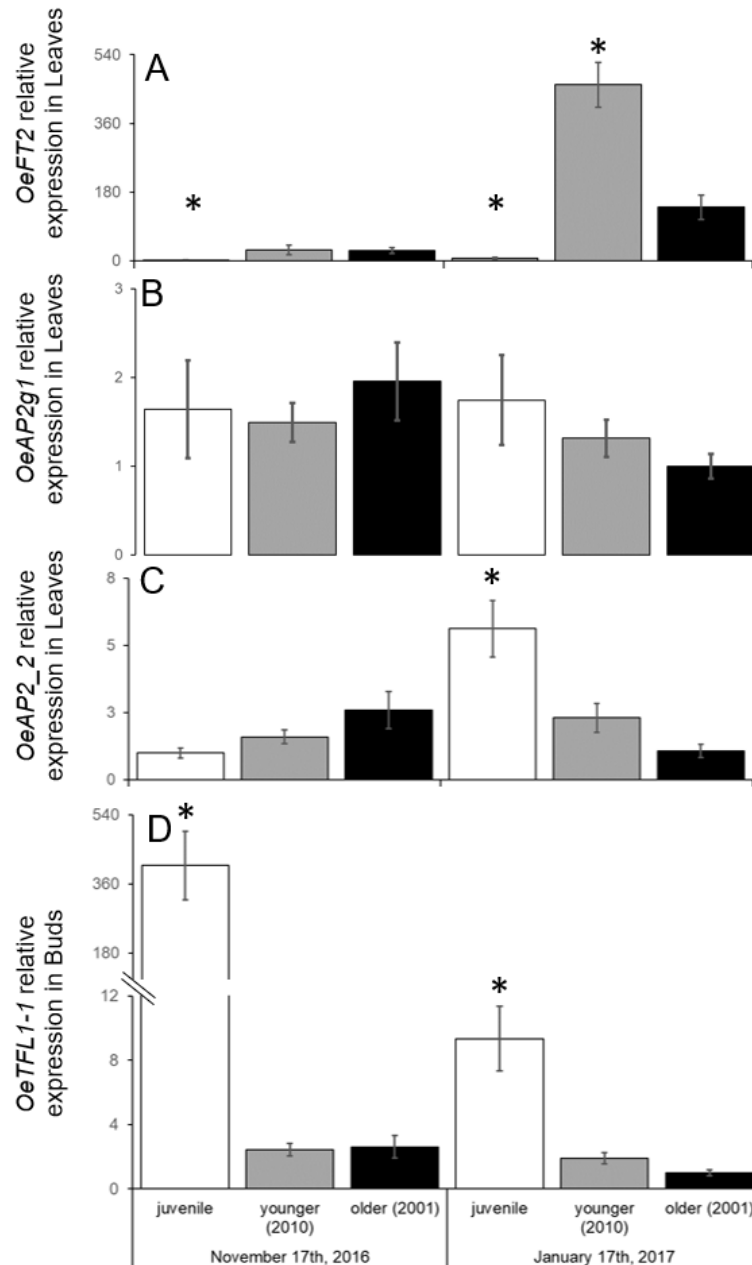 A
OeFT2 relative
expression in Leaves
540
360
180
0
*
*
*
B
OeAP2g1 relative
expression in Leaves
3
2
1
0
C
OeAP2_2 relative
expression in Leaves
8
5
3
0
*
D
OeTFL1-1 relative
expression in Buds
540
360
180
12
8
4
0
*
*
juvenile younger older (2001) juvenile younger older (2001)
(2010) (2010)
November 17th, 2016 January 17th, 2017